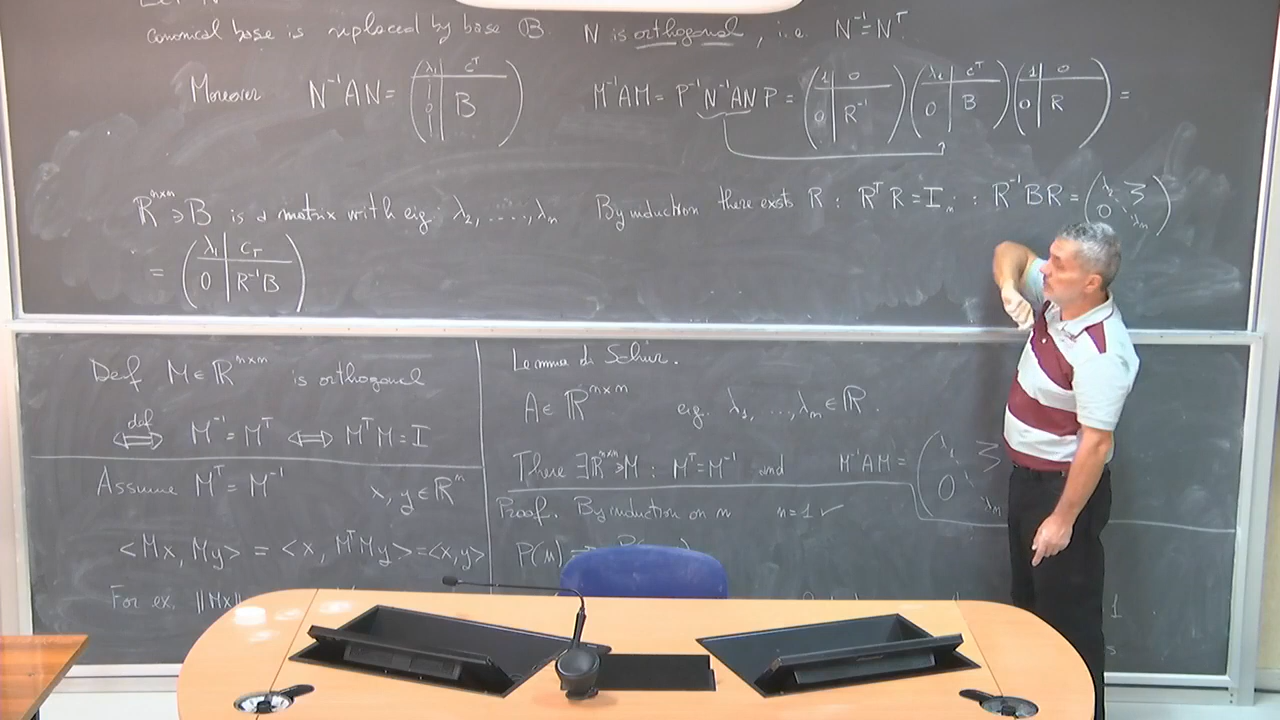 canonical base is replaced by base B. N is orthogonal, i.e. N⁻¹=Nᵀ.
Moreover N⁻¹AN = (λ₁ | cᵀ ; 0 | B) M⁻¹AM = P⁻¹N⁻¹ANP = (1 | 0 ; 0 | R⁻¹)(λ₁ | cᵀ ; 0 | B)(1 | 0 ; 0 | R) =
ℝⁿˣⁿ ∋ B is a matrix with eig. λ₂, ....., λₙ By induction there exists R : RᵀR = Iₙ : R⁻¹BR = (λ₂ Σ ; 0 λₙ)
= (λ₁ | Cᴛ ; 0 | R⁻¹B)
Def M ∈ ℝⁿˣⁿ is orthogonal
⟺ def M⁻¹ = Mᵀ ⟺ MᵀM = I
Assume Mᵀ = M⁻¹ x, y ∈ ℝⁿ
<Mx, My> = <x, MᵀMy> = <x,y>
For ex. ‖Mx‖
Lemma di Schur.
A ∈ ℝⁿˣⁿ eig. λ₁, ..., λₙ ∈ ℝ.
There ∃ ℝⁿˣⁿ ∋ M : Mᵀ = M⁻¹ and M⁻¹AM = (λ₁ Σ ; 0 λₙ)
Proof. By induction on n n=1 ✓
P(n)